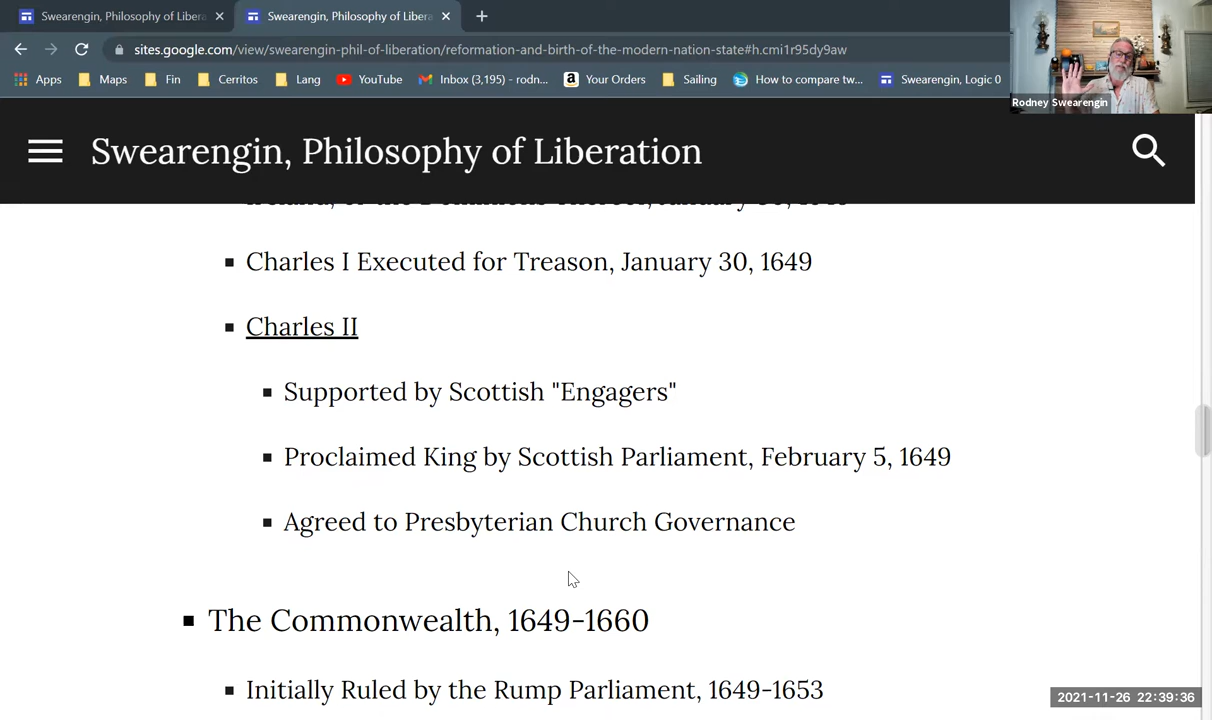 Swearengin, Philosophy of Libera
Swearengin, Philosophy of Libera
sites.google.com/view/swearengin-phil-of-liberation/reformation-and-birth-of-the-modern-nation-state#h.cmi1r95dy9aw
Apps Maps Fin Cerritos Lang YouTube Inbox (3,195) - rodn... Your Orders Sailing How to compare tw... Swearengin, Logic 0
Rodney Swearengin
Swearengin, Philosophy of Liberation
Charles I Executed for Treason, January 30, 1649
Charles II
Supported by Scottish "Engagers"
Proclaimed King by Scottish Parliament, February 5, 1649
Agreed to Presbyterian Church Governance
The Commonwealth, 1649-1660
Initially Ruled by the Rump Parliament, 1649-1653
2021-11-26 22:39:36